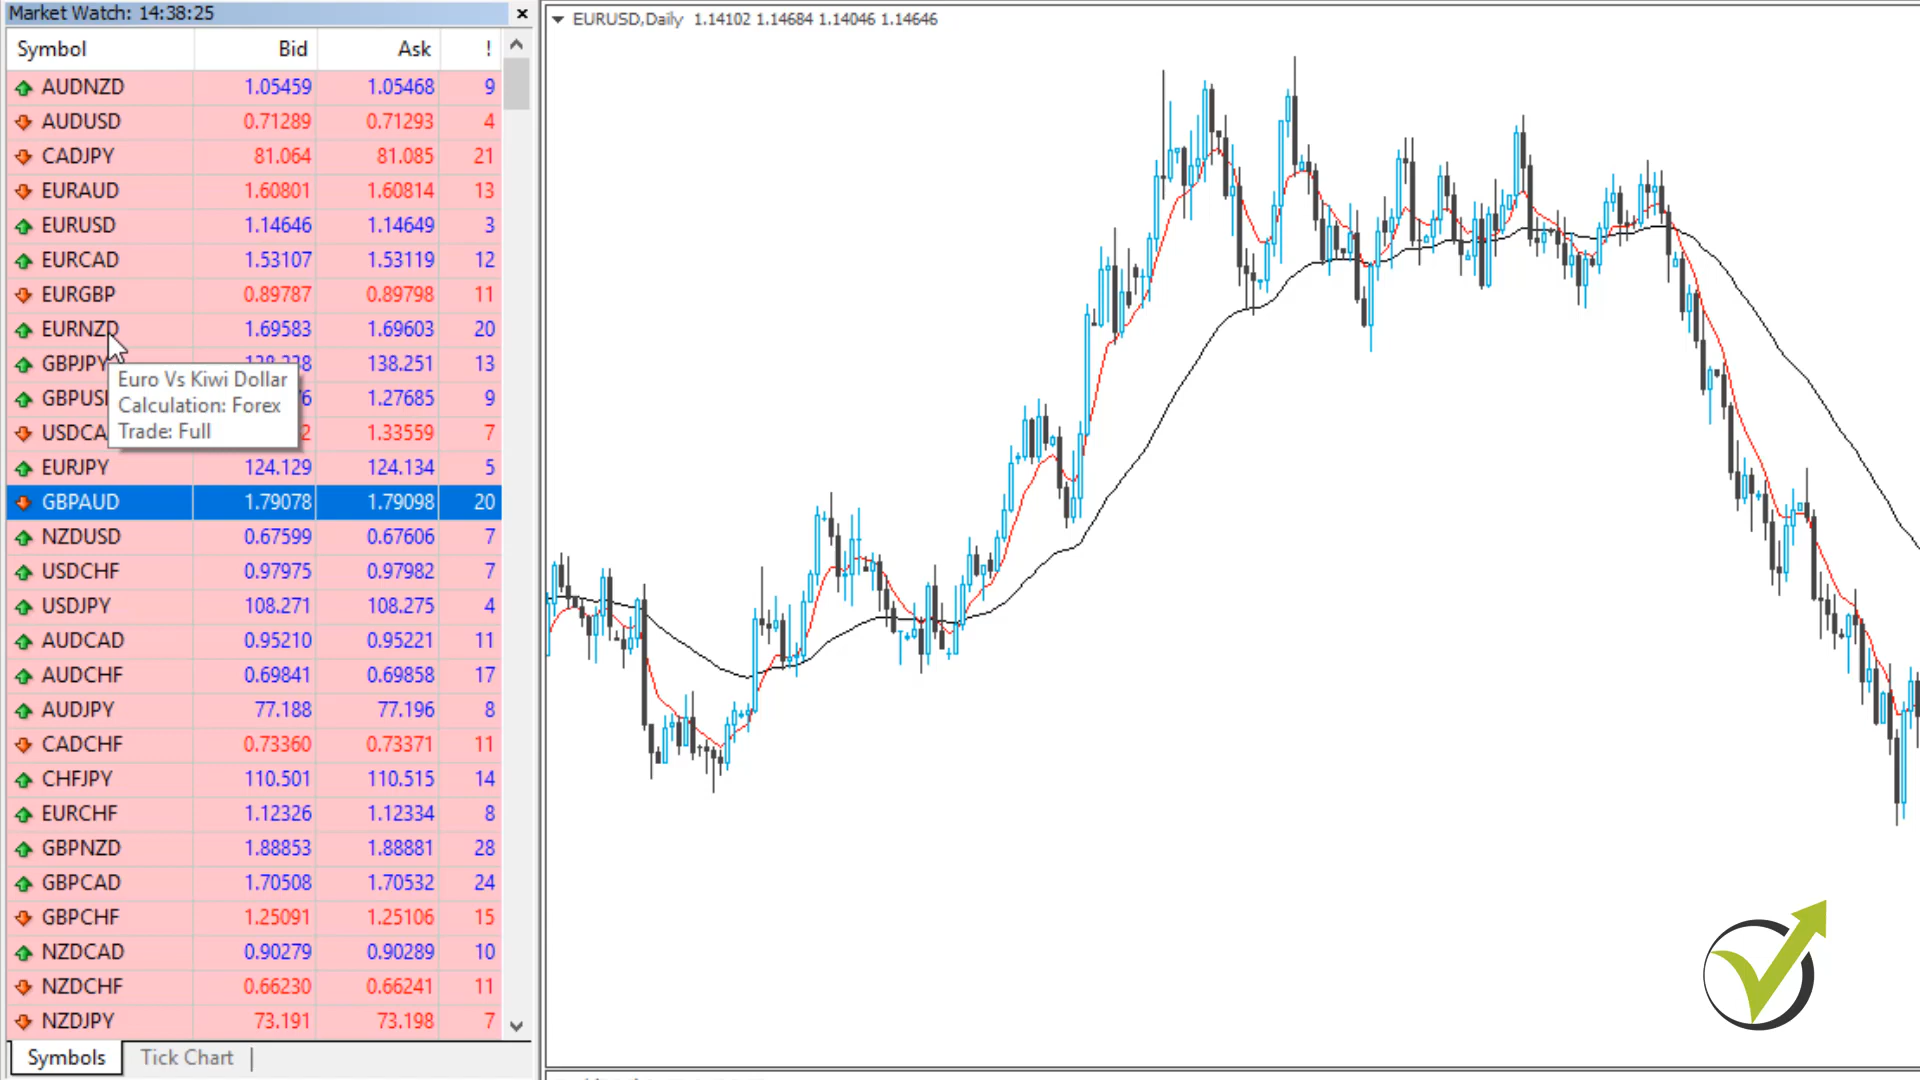 Market Watch: 14:38:25
Symbol Bid Ask !
AUDNZD 1.05459 1.05468 9
AUDUSD 0.71289 0.71293 4
CADJPY 81.064 81.085 21
EURAUD 1.60801 1.60814 13
EURUSD 1.14646 1.14649 3
EURCAD 1.53107 1.53119 12
EURGBP 0.89787 0.89798 11
EURNZD 1.69583 1.69603 20
GBPJPY 138.251 13
Euro Vs Kiwi Dollar
Calculation: Forex
Trade: Full
1.27685 9
1.33559 7
EURJPY 124.129 124.134 5
GBPAUD 1.79078 1.79098 20
NZDUSD 0.67599 0.67606 7
USDCHF 0.97975 0.97982 7
USDJPY 108.271 108.275 4
AUDCAD 0.95210 0.95221 11
AUDCHF 0.69841 0.69858 17
AUDJPY 77.188 77.196 8
CADCHF 0.73360 0.73371 11
CHFJPY 110.501 110.515 14
EURCHF 1.12326 1.12334 8
GBPNZD 1.88853 1.88881 28
GBPCAD 1.70508 1.70532 24
GBPCHF 1.25091 1.25106 15
NZDCAD 0.90279 0.90289 10
NZDCHF 0.66230 0.66241 11
NZDJPY 73.191 73.198 7
Symbols Tick Chart
EURUSD,Daily 1.14102 1.14684 1.14046 1.14646